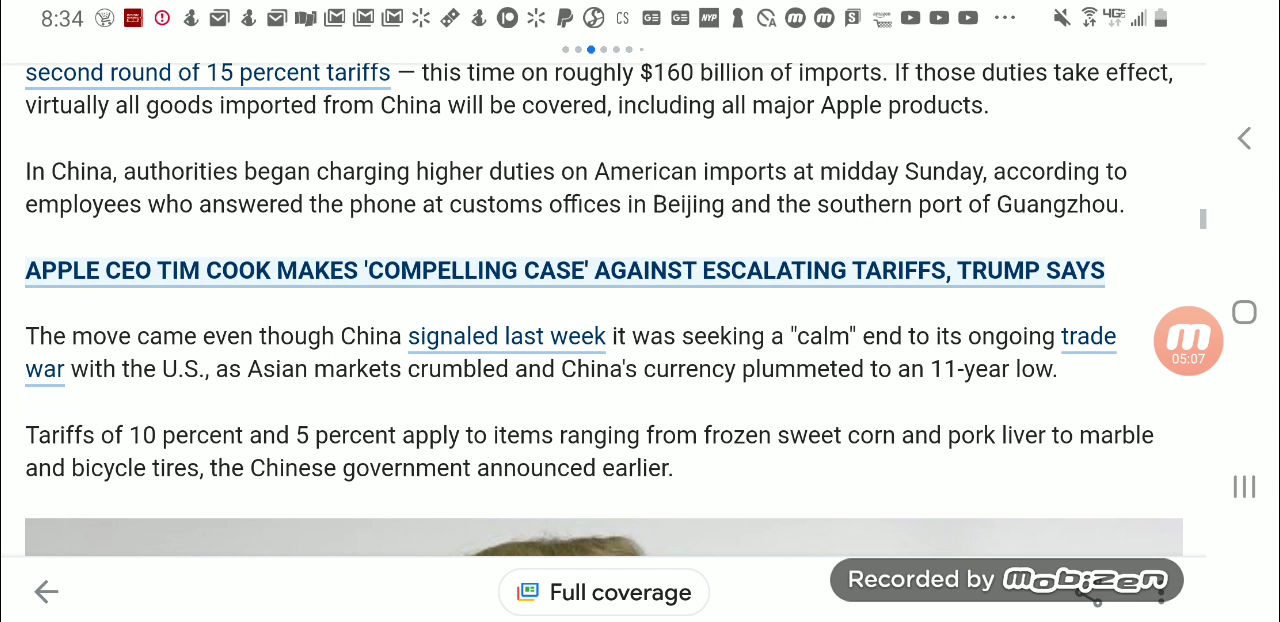 8:34
CS
GE
GE
NYP
4GE
second round of 15 percent tariffs — this time on roughly $160 billion of imports. If those duties take effect,
virtually all goods imported from China will be covered, including all major Apple products.
In China, authorities began charging higher duties on American imports at midday Sunday, according to
employees who answered the phone at customs offices in Beijing and the southern port of Guangzhou.
APPLE CEO TIM COOK MAKES 'COMPELLING CASE' AGAINST ESCALATING TARIFFS, TRUMP SAYS
The move came even though China signaled last week it was seeking a "calm" end to its ongoing trade
war with the U.S., as Asian markets crumbled and China's currency plummeted to an 11-year low.
05:07
Tariffs of 10 percent and 5 percent apply to items ranging from frozen sweet corn and pork liver to marble
and bicycle tires, the Chinese government announced earlier.
Full coverage
Recorded by mobizen